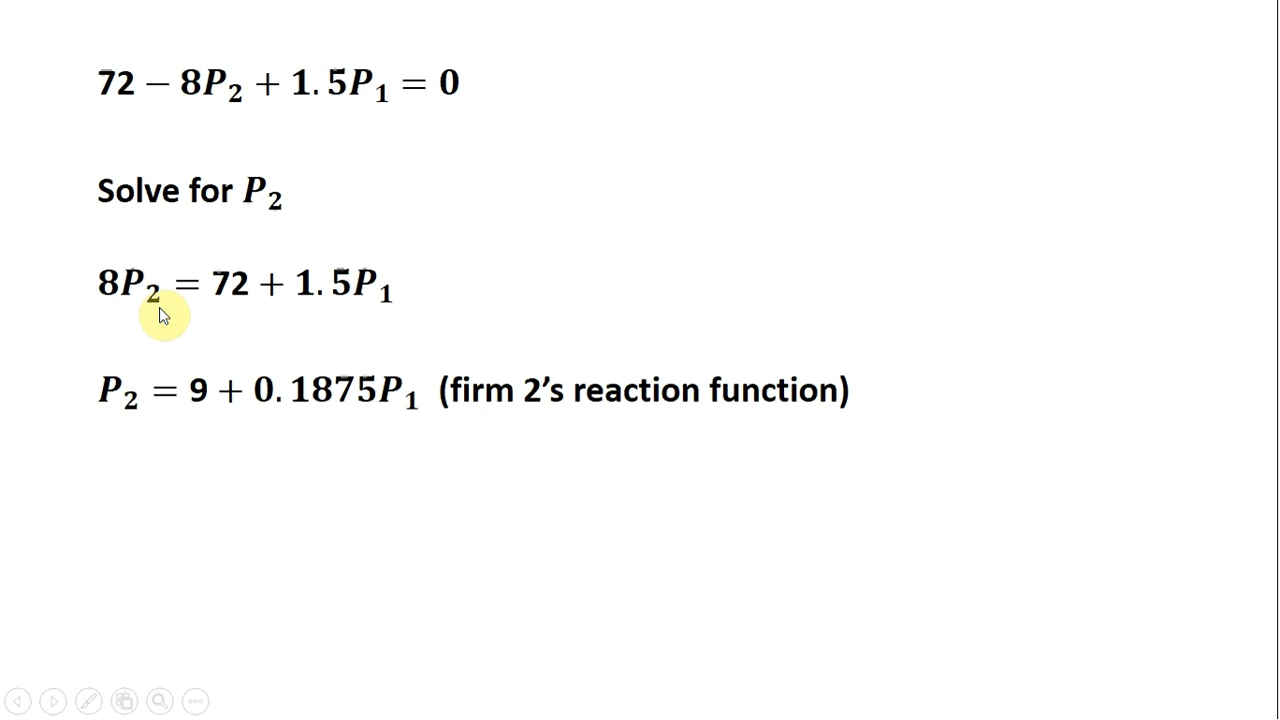 72 − 8P₂ + 1.5P₁ = 0
Solve for P₂
8P₂ = 72 + 1.5P₁
P₂ = 9 + 0.1875P₁ (firm 2’s reaction function)